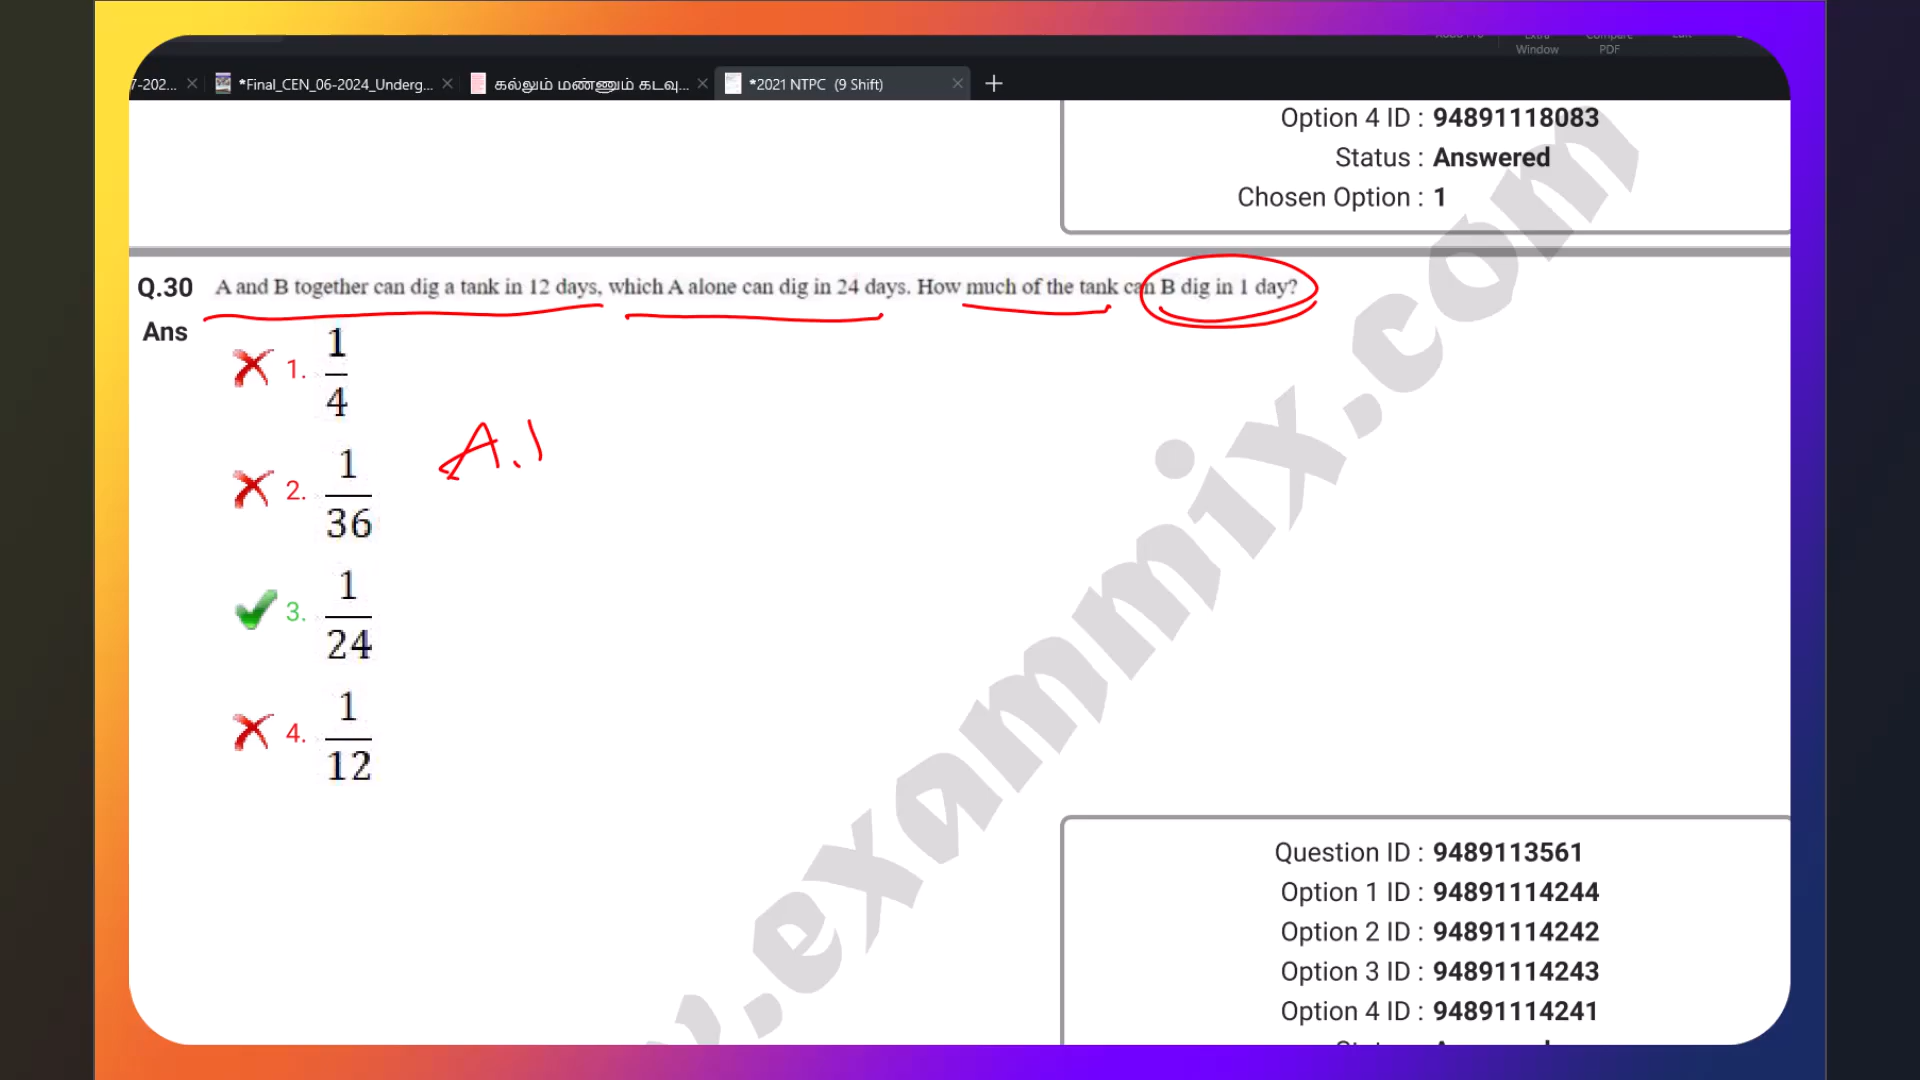 Window
PDF
7-202...
*Final_CEN_06-2024_Underg...
கல்லும் மண்ணும் கடவு...
*2021 NTPC (9 Shift)
Option 4 ID : 94891118083
Status : Answered
Chosen Option : 1
Q.30 A and B together can dig a tank in 12 days, which A alone can dig in 24 days. How much of the tank can B dig in 1 day?
Ans
1. 1/4
A.
2. 1/36
3. 1/24
4. 1/12
Question ID : 9489113561
Option 1 ID : 94891114244
Option 2 ID : 94891114242
Option 3 ID : 94891114243
Option 4 ID : 94891114241
.exammix.com